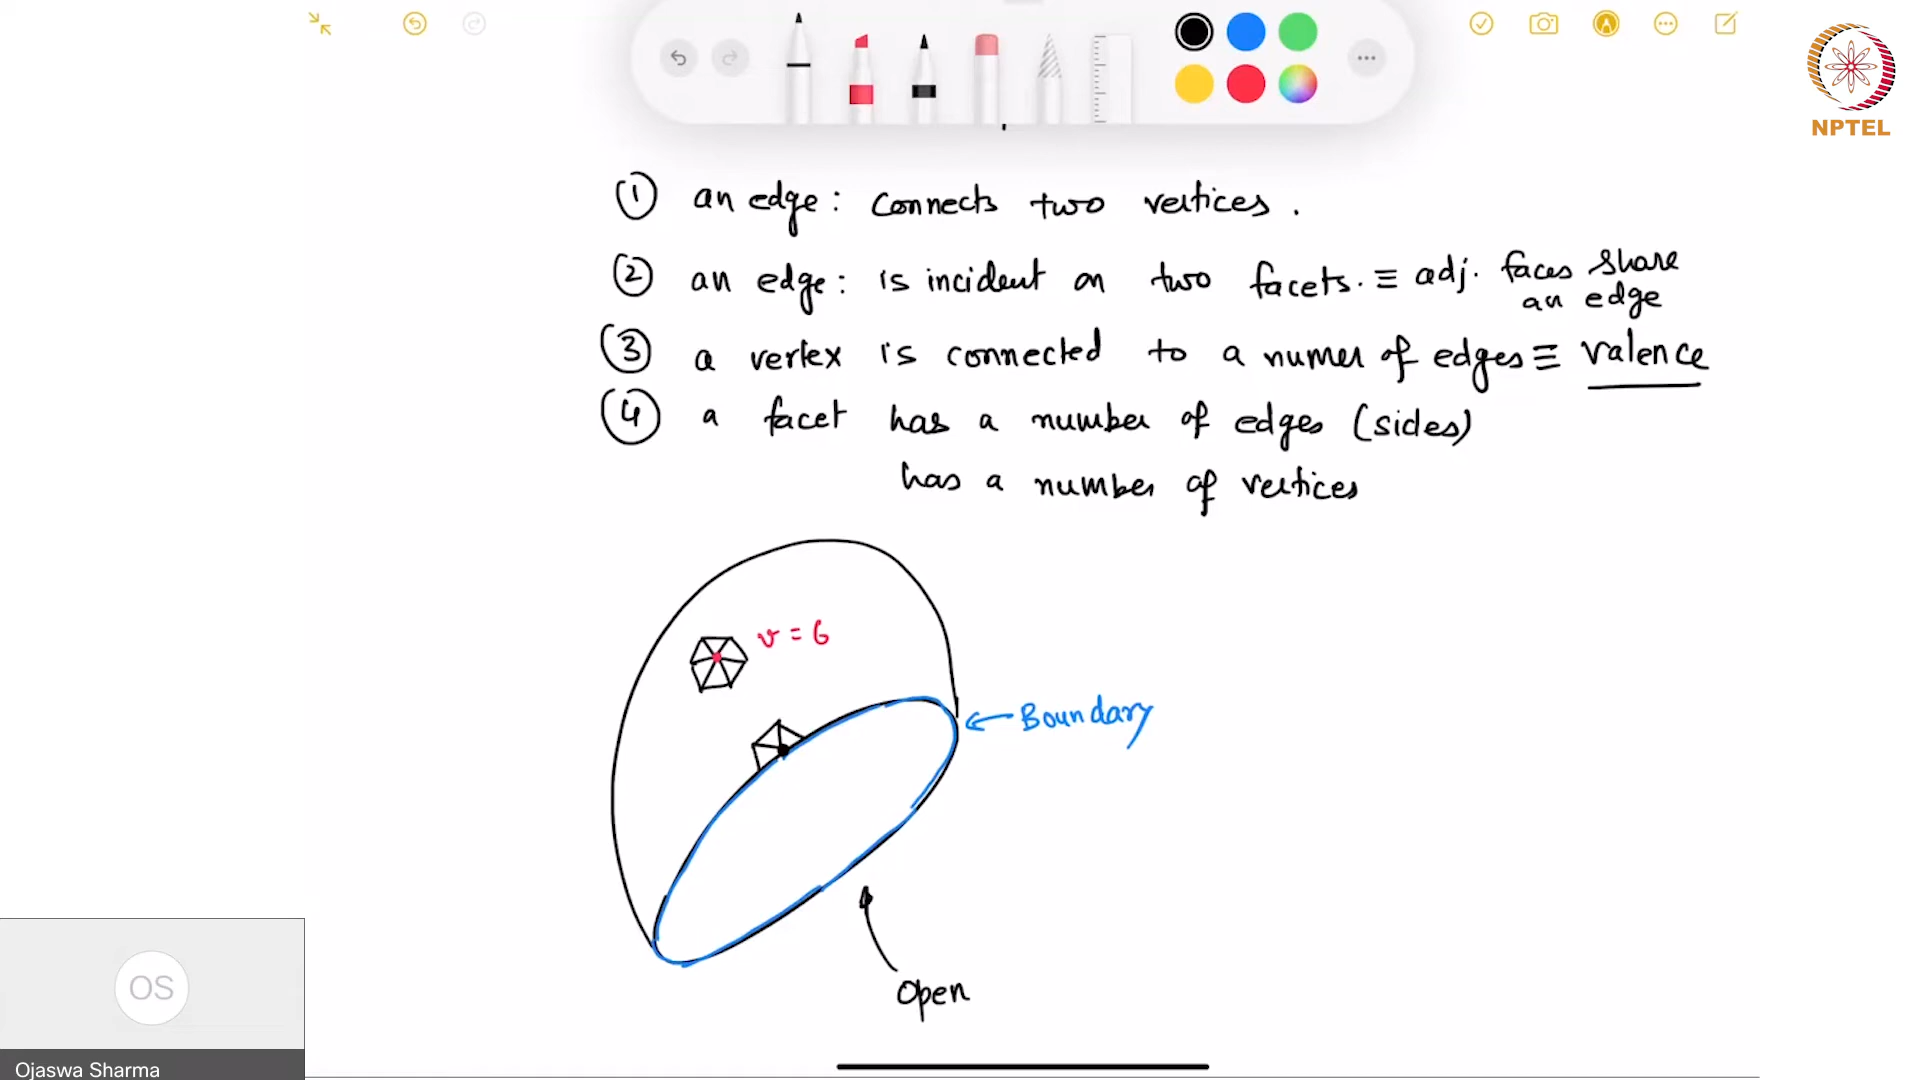 NPTEL
① an edge: connects two vertices.
② an edge: is incident on two facets. ≡ adj. faces share
an edge
③ a vertex is connected to a numer of edges ≡ valence
④ a facet has a number of edges (sides)
has a number of vertices
v = 6
← Boundary
open
OS
Ojaswa Sharma